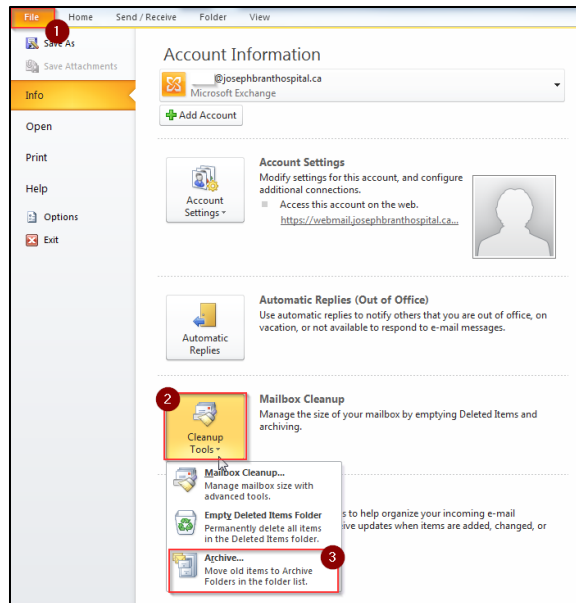 File Home Send / Receive Folder View
1
Save As
Save Attachments
Info
Open
Print
Help
Options
Exit
Account Information
@josephbranthospital.ca
Microsoft Exchange
Add Account
Account Settings
Account Settings
Modify settings for this account, and configure
additional connections.
Access this account on the web.
https://webmail.josephbranthospital.ca...
Automatic Replies
Automatic Replies (Out of Office)
Use automatic replies to notify others that you are out of office, on
vacation, or not available to respond to e-mail messages.
2
Cleanup
Tools
Mailbox Cleanup
Manage the size of your mailbox by emptying Deleted Items and
archiving.
Mailbox Cleanup...
Manage mailbox size with
advanced tools.
Empty Deleted Items Folder
Permanently delete all items
in the Deleted Items folder.
s to help organize your incoming e-mail
ive updates when items are added, changed, or
3
Archive...
Move old items to Archive
Folders in the folder list.